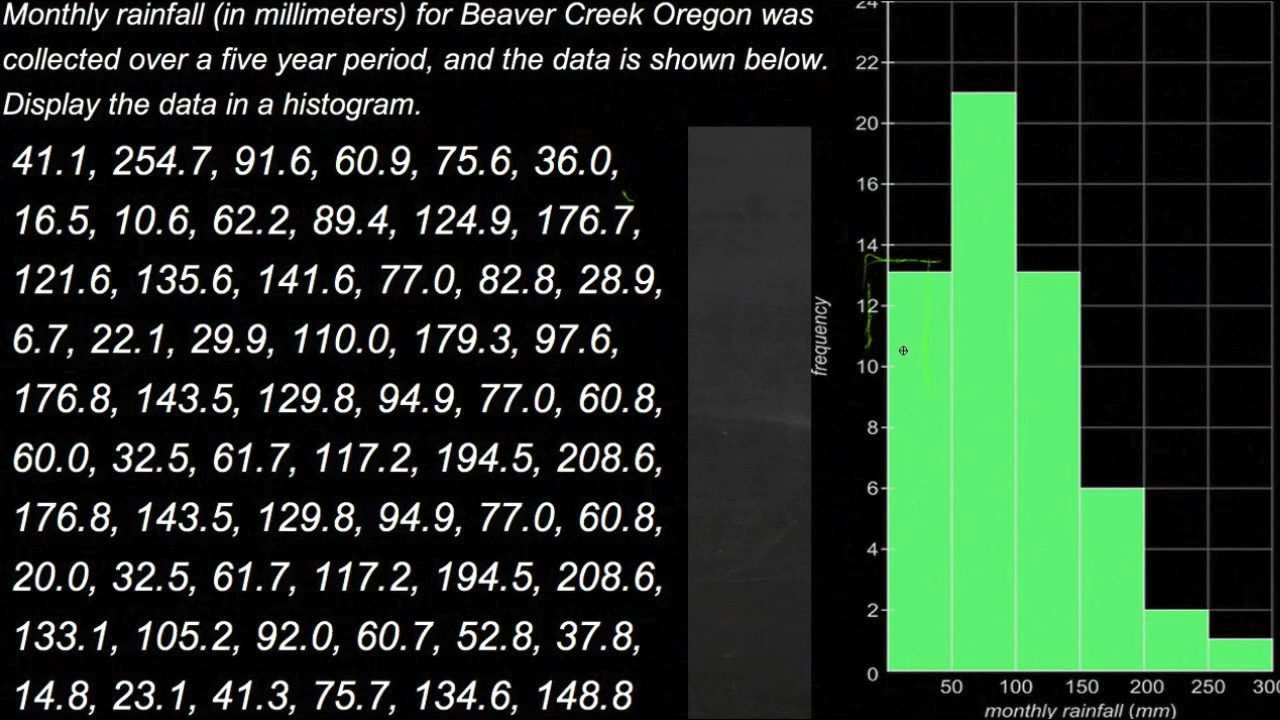 Monthly rainfall (in millimeters) for Beaver Creek Oregon was
collected over a five year period, and the data is shown below.
Display the data in a histogram.
41.1, 254.7, 91.6, 60.9, 75.6, 36.0,
16.5, 10.6, 62.2, 89.4, 124.9, 176.7,
121.6, 135.6, 141.6, 77.0, 82.8, 28.9,
6.7, 22.1, 29.9, 110.0, 179.3, 97.6,
176.8, 143.5, 129.8, 94.9, 77.0, 60.8,
60.0, 32.5, 61.7, 117.2, 194.5, 208.6,
176.8, 143.5, 129.8, 94.9, 77.0, 60.8,
20.0, 32.5, 61.7, 117.2, 194.5, 208.6,
133.1, 105.2, 92.0, 60.7, 52.8, 37.8,
14.8, 23.1, 41.3, 75.7, 134.6, 148.8
frequency
24
22
20
16
14
12
10
8
6
4
2
0
50 100 150 200 250 300
monthly rainfall (mm)